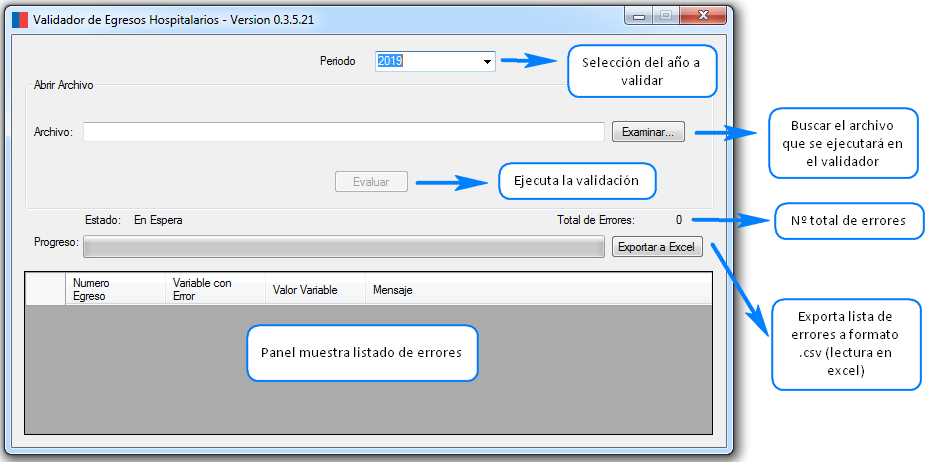 Validador de Egresos Hospitalarios - Version 0.3.5.21
Periodo
2019
Selección del año a
validar
Abrir Archivo
Archivo:
Examinar...
Buscar el archivo
que se ejecutará en
el validador
Evaluar
Ejecuta la validación
Estado: En Espera
Total de Errores: 0
Nº total de errores
Progreso:
Exportar a Excel
Exporta lista de
errores a formato
.csv (lectura en
excel)
Numero
Egreso
Variable con
Error
Valor Variable
Mensaje
Panel muestra listado de errores